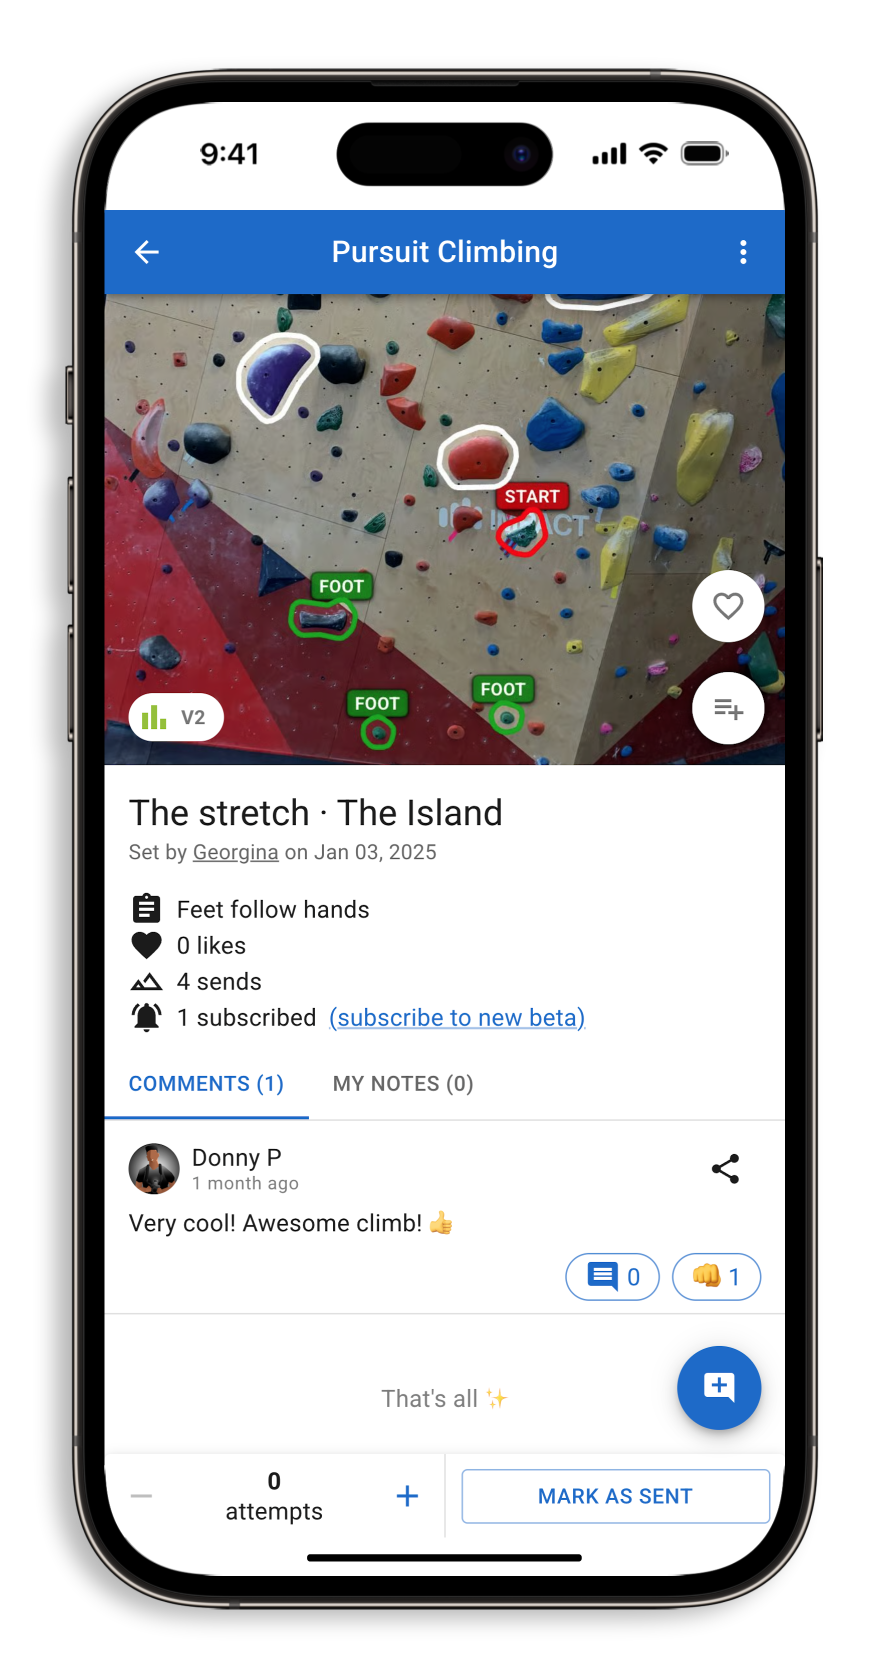 9:41
Pursuit Climbing
START
FOOT
FOOT
FOOT
V2
The stretch · The Island
Set by Georgina on Jan 03, 2025
Feet follow hands
0 likes
4 sends
1 subscribed (subscribe to new beta)
COMMENTS (1)
MY NOTES (0)
Donny P
1 month ago
Very cool! Awesome climb! 👍
0
1
That's all ✨
0
attempts
MARK AS SENT